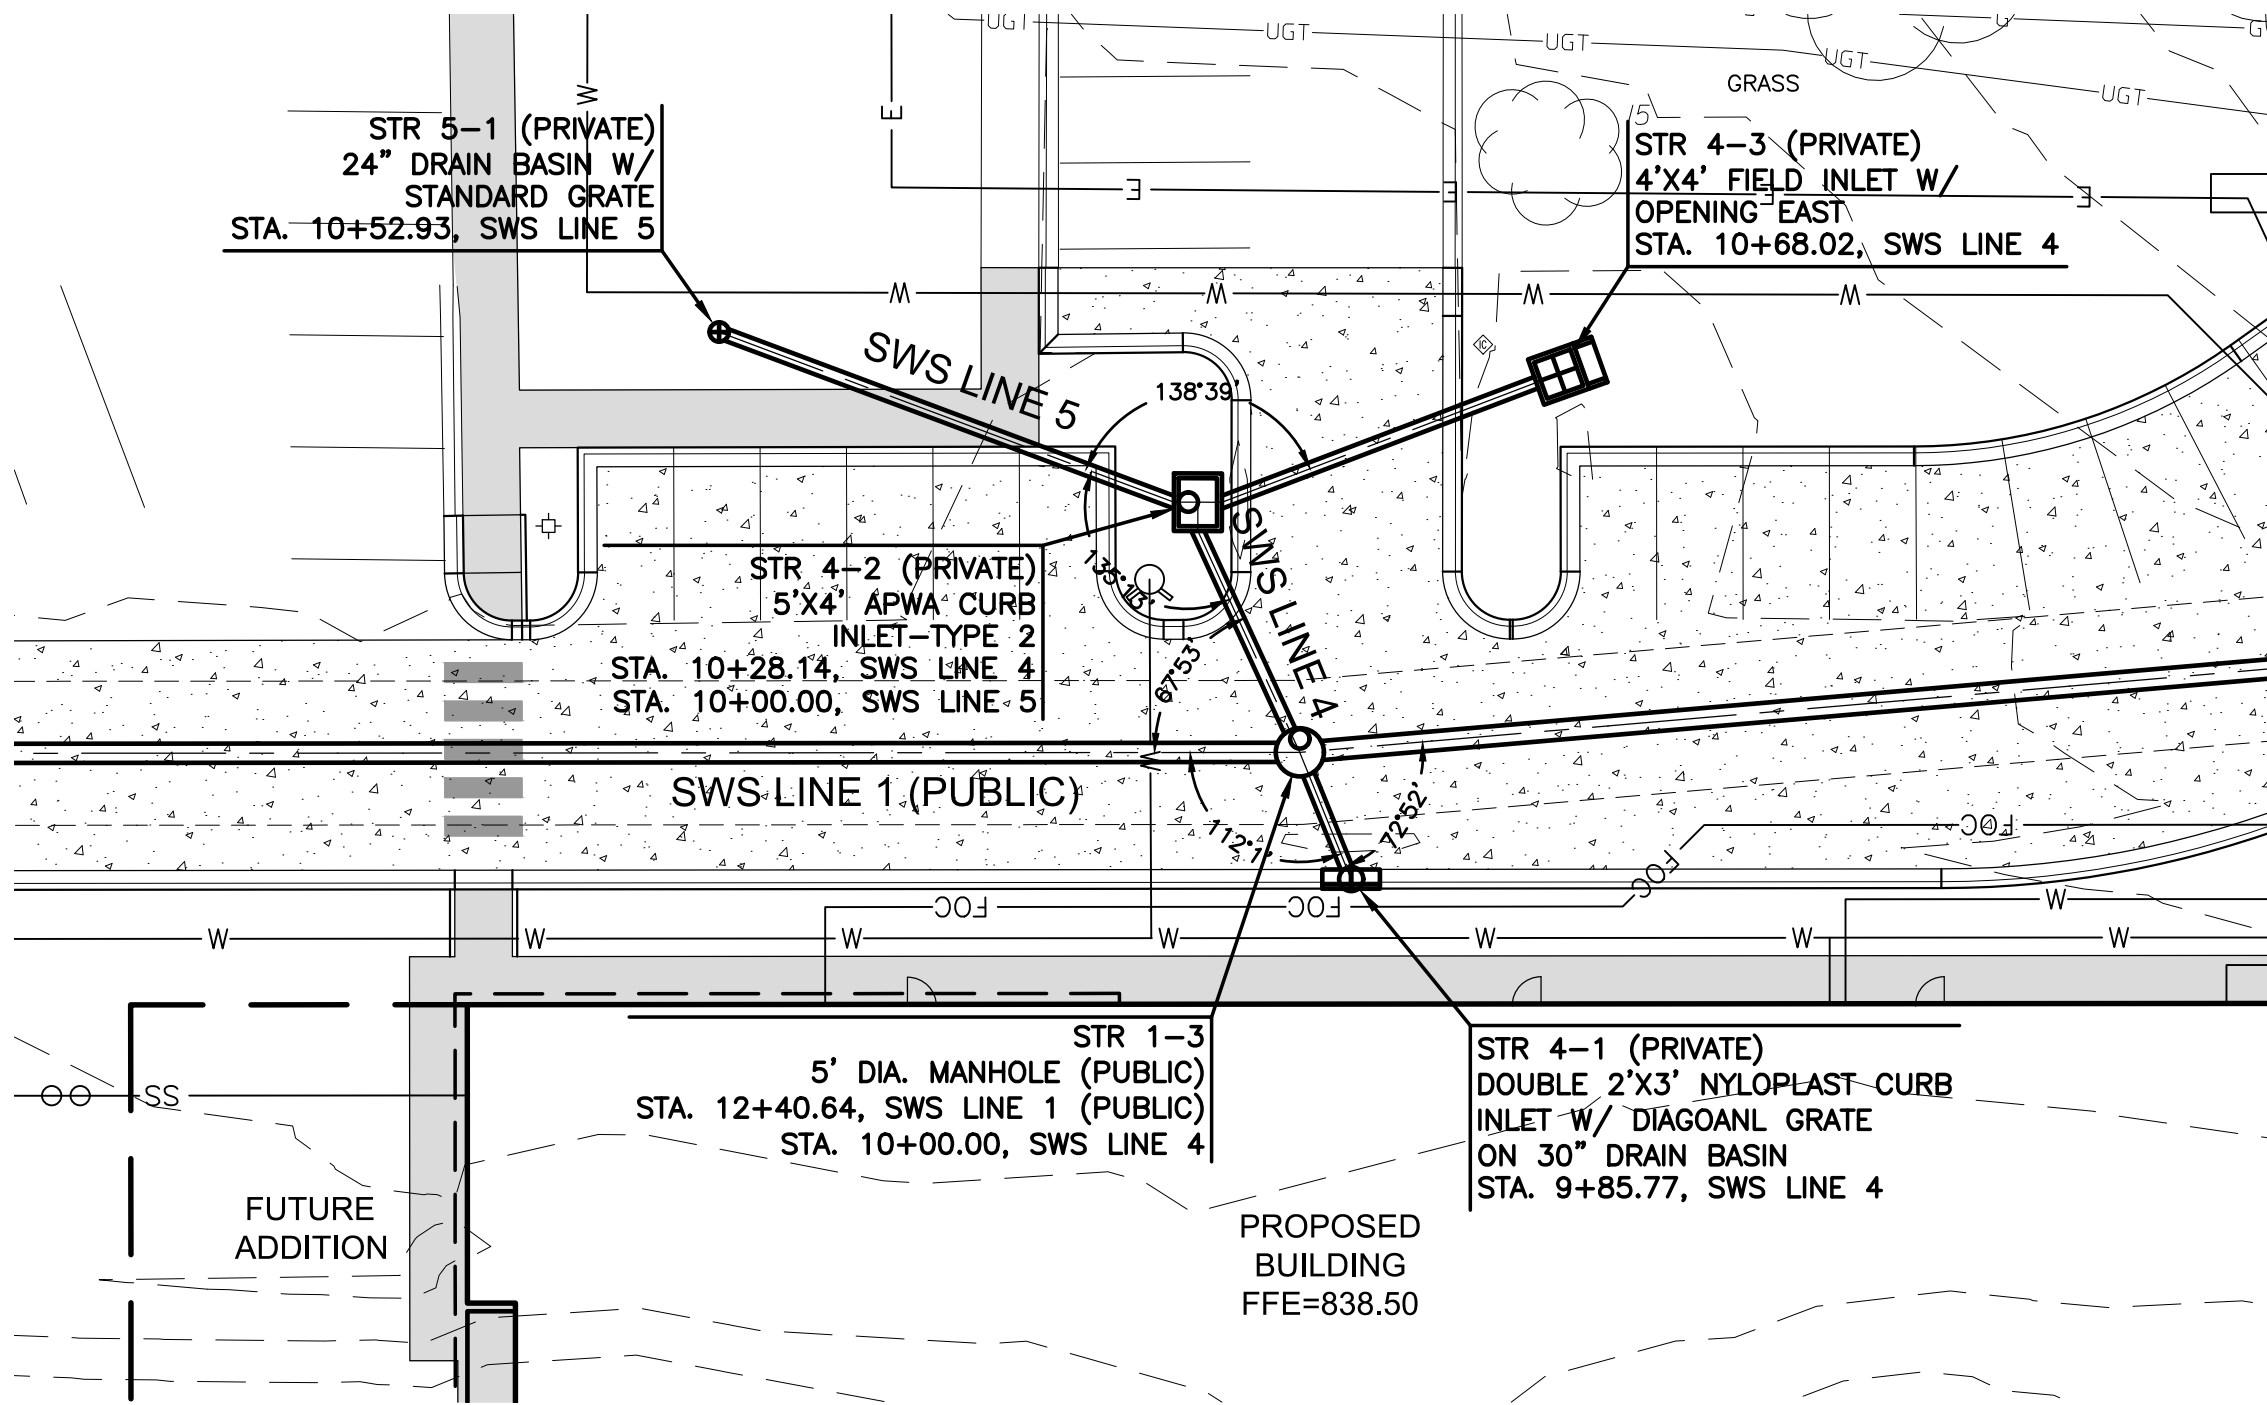 UGT
UGT
UGT
UGT
UGT
G
G
GRASS
W
E
STR 5-1 (PRIVATE)
24" DRAIN BASIN W/
STANDARD GRATE
STA. 10+52.93, SWS LINE 5
STR 4-3 (PRIVATE)
4'X4' FIELD INLET W/
OPENING EAST
STA. 10+68.02, SWS LINE 4
E
E
E
E
W
W
W
W
IC
SWS LINE 5
138°39'
SWS LINE 4
STR 4-2 (PRIVATE)
5'X4' APWA CURB
INLET-TYPE 2
STA. 10+28.14, SWS LINE 4
STA. 10+00.00, SWS LINE 5
135°13'
67°53'
W
SWS LINE 1 (PUBLIC)
112°1'
72°52'
FOC
FOC
FOC
FOC
W
W
W
W
W
W
W
W
STR 1-3
5' DIA. MANHOLE (PUBLIC)
STA. 12+40.64, SWS LINE 1 (PUBLIC)
STA. 10+00.00, SWS LINE 4
STR 4-1 (PRIVATE)
DOUBLE 2'X3' NYLOPLAST CURB
INLET W/ DIAGOANL GRATE
ON 30" DRAIN BASIN
STA. 9+85.77, SWS LINE 4
SS
FUTURE
ADDITION
PROPOSED
BUILDING
FFE=838.50